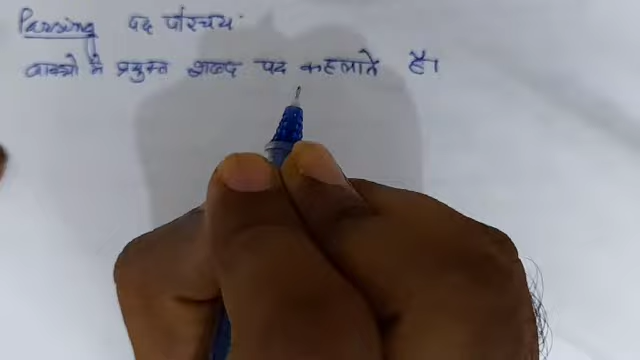 Parsing पद परिचय:
वाक्यो मे प्रयुक्त शब्द पद कहलाते है।